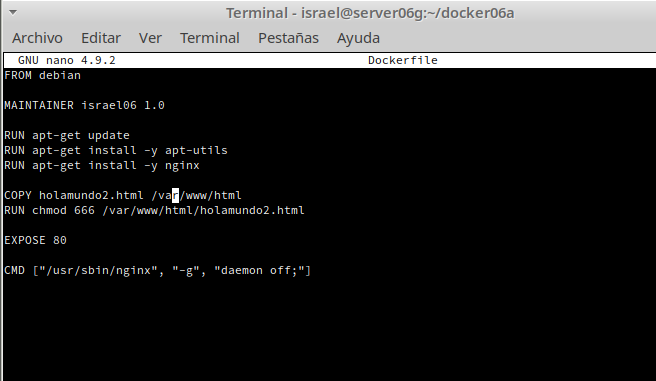 Terminal - israel@server06g:~/docker06a
Archivo Editar Ver Terminal Pestañas Ayuda
GNU nano 4.9.2 Dockerfile
FROM debian
MAINTAINER israel06 1.0
RUN apt-get update
RUN apt-get install -y apt-utils
RUN apt-get install -y nginx
COPY holamundo2.html /var/www/html
RUN chmod 666 /var/www/html/holamundo2.html
EXPOSE 80
CMD ["/usr/sbin/nginx", "-g", "daemon off;"]